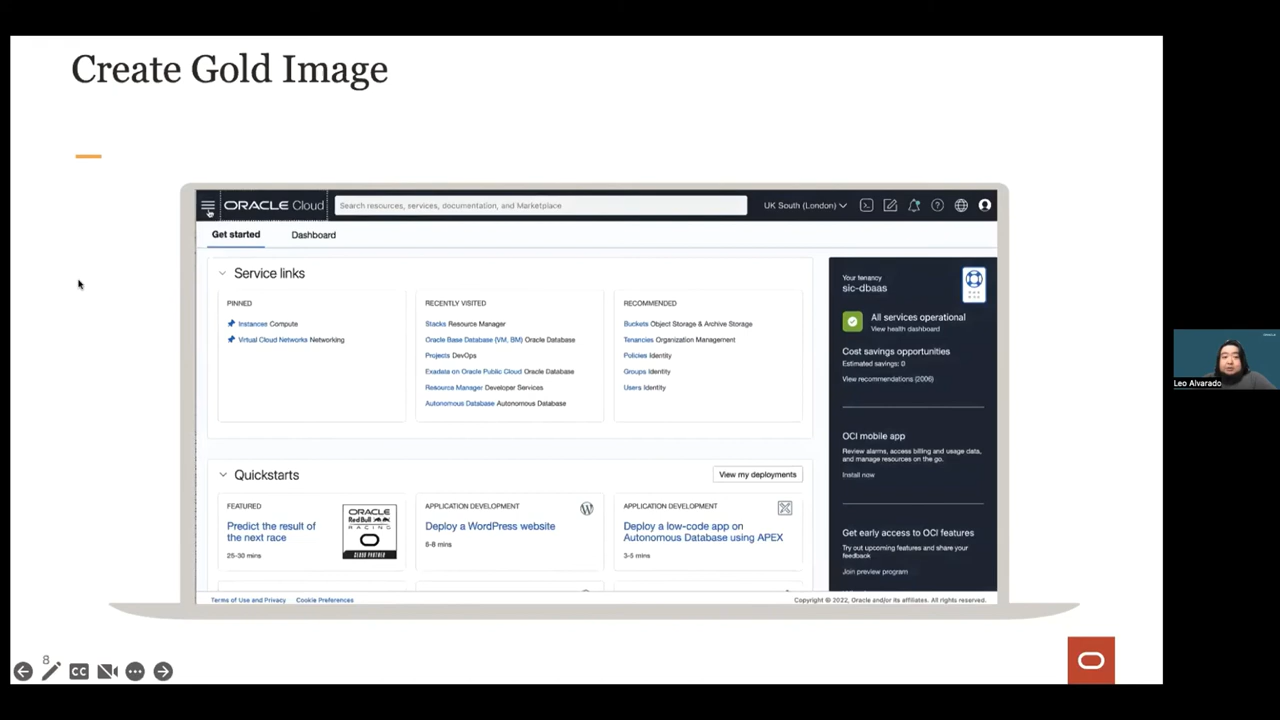 Create Gold Image
ORACLE Cloud
Search resources, services, documentation, and Marketplace
UK South (London)
Get started
Dashboard
Service links
PINNED
Instances Compute
Virtual Cloud Networks Networking
RECENTLY VISITED
Stacks Resource Manager
Oracle Base Database (VM, BM) Oracle Database
Projects DevOps
Exadata on Oracle Public Cloud Oracle Database
Resource Manager Developer Services
Autonomous Database Autonomous Database
RECOMMENDED
Buckets Object Storage & Archive Storage
Tenancies Organization Management
Policies Identity
Groups Identity
Users Identity
Your tenancy
sic-dbaas
All services operational
View health dashboard
Cost savings opportunities
Estimated savings: 0
View recommendations (2006)
OCI mobile app
Review alarms, access billing and usage data,
and manage resources on the go.
Install now
Get early access to OCI features
Try out upcoming features and share your
feedback
Join preview program
Quickstarts
View my deployments
FEATURED
Predict the result of
the next race
25-30 mins
ORACLE
Red Bull
RACING
CLOUD PARTNER
APPLICATION DEVELOPMENT
Deploy a WordPress website
6-8 mins
APPLICATION DEVELOPMENT
Deploy a low-code app on
Autonomous Database using APEX
3-5 mins
Terms of Use and Privacy
Cookie Preferences
Copyright © 2022, Oracle and/or its affiliates. All rights reserved.
8
CC
Leo Alvarado